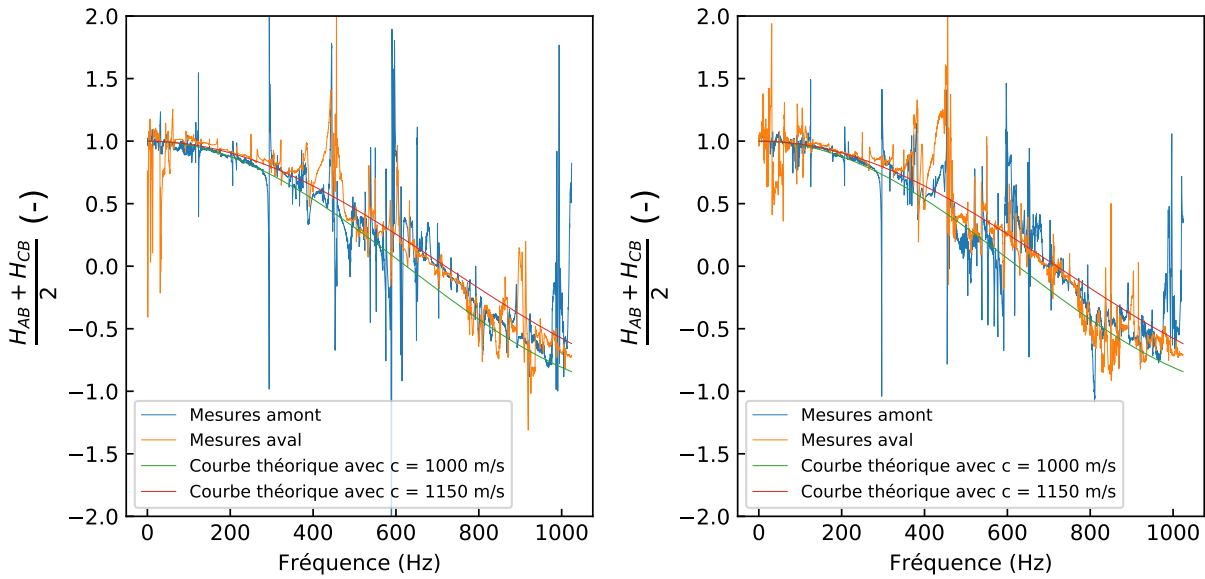 2.0
1.5
1.0
0.5
0.0
−0.5
−1.0
−1.5
−2.0
H_AB + H_CB
2
(-)
Mesures amont
Mesures aval
Courbe théorique avec c = 1000 m/s
Courbe théorique avec c = 1150 m/s
0 200 400 600 800 1000
Fréquence (Hz)
2.0
1.5
1.0
0.5
0.0
−0.5
−1.0
−1.5
−2.0
H_AB + H_CB
2
(-)
Mesures amont
Mesures aval
Courbe théorique avec c = 1000 m/s
Courbe théorique avec c = 1150 m/s
0 200 400 600 800 1000
Fréquence (Hz)